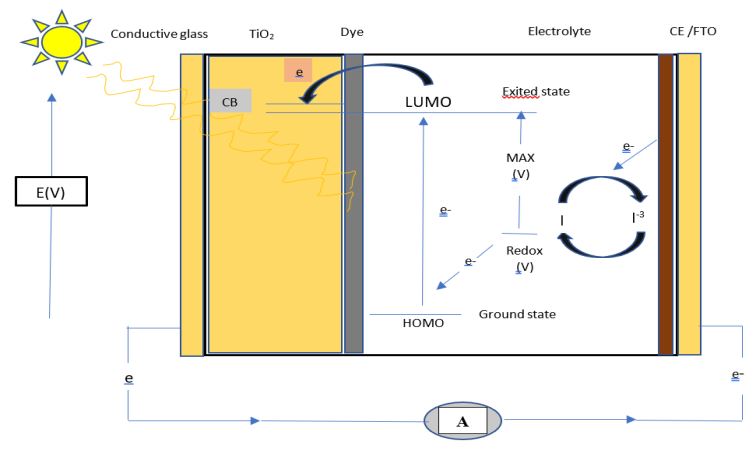 Conductive glass
TiO₂
Dye
Electrolyte
CE /FTO
e
CB
LUMO
Exited state
MAX
(V)
e-
E(V)
e-
I
I⁻³
Redox
(V)
e-
HOMO
Ground state
e
e-
A